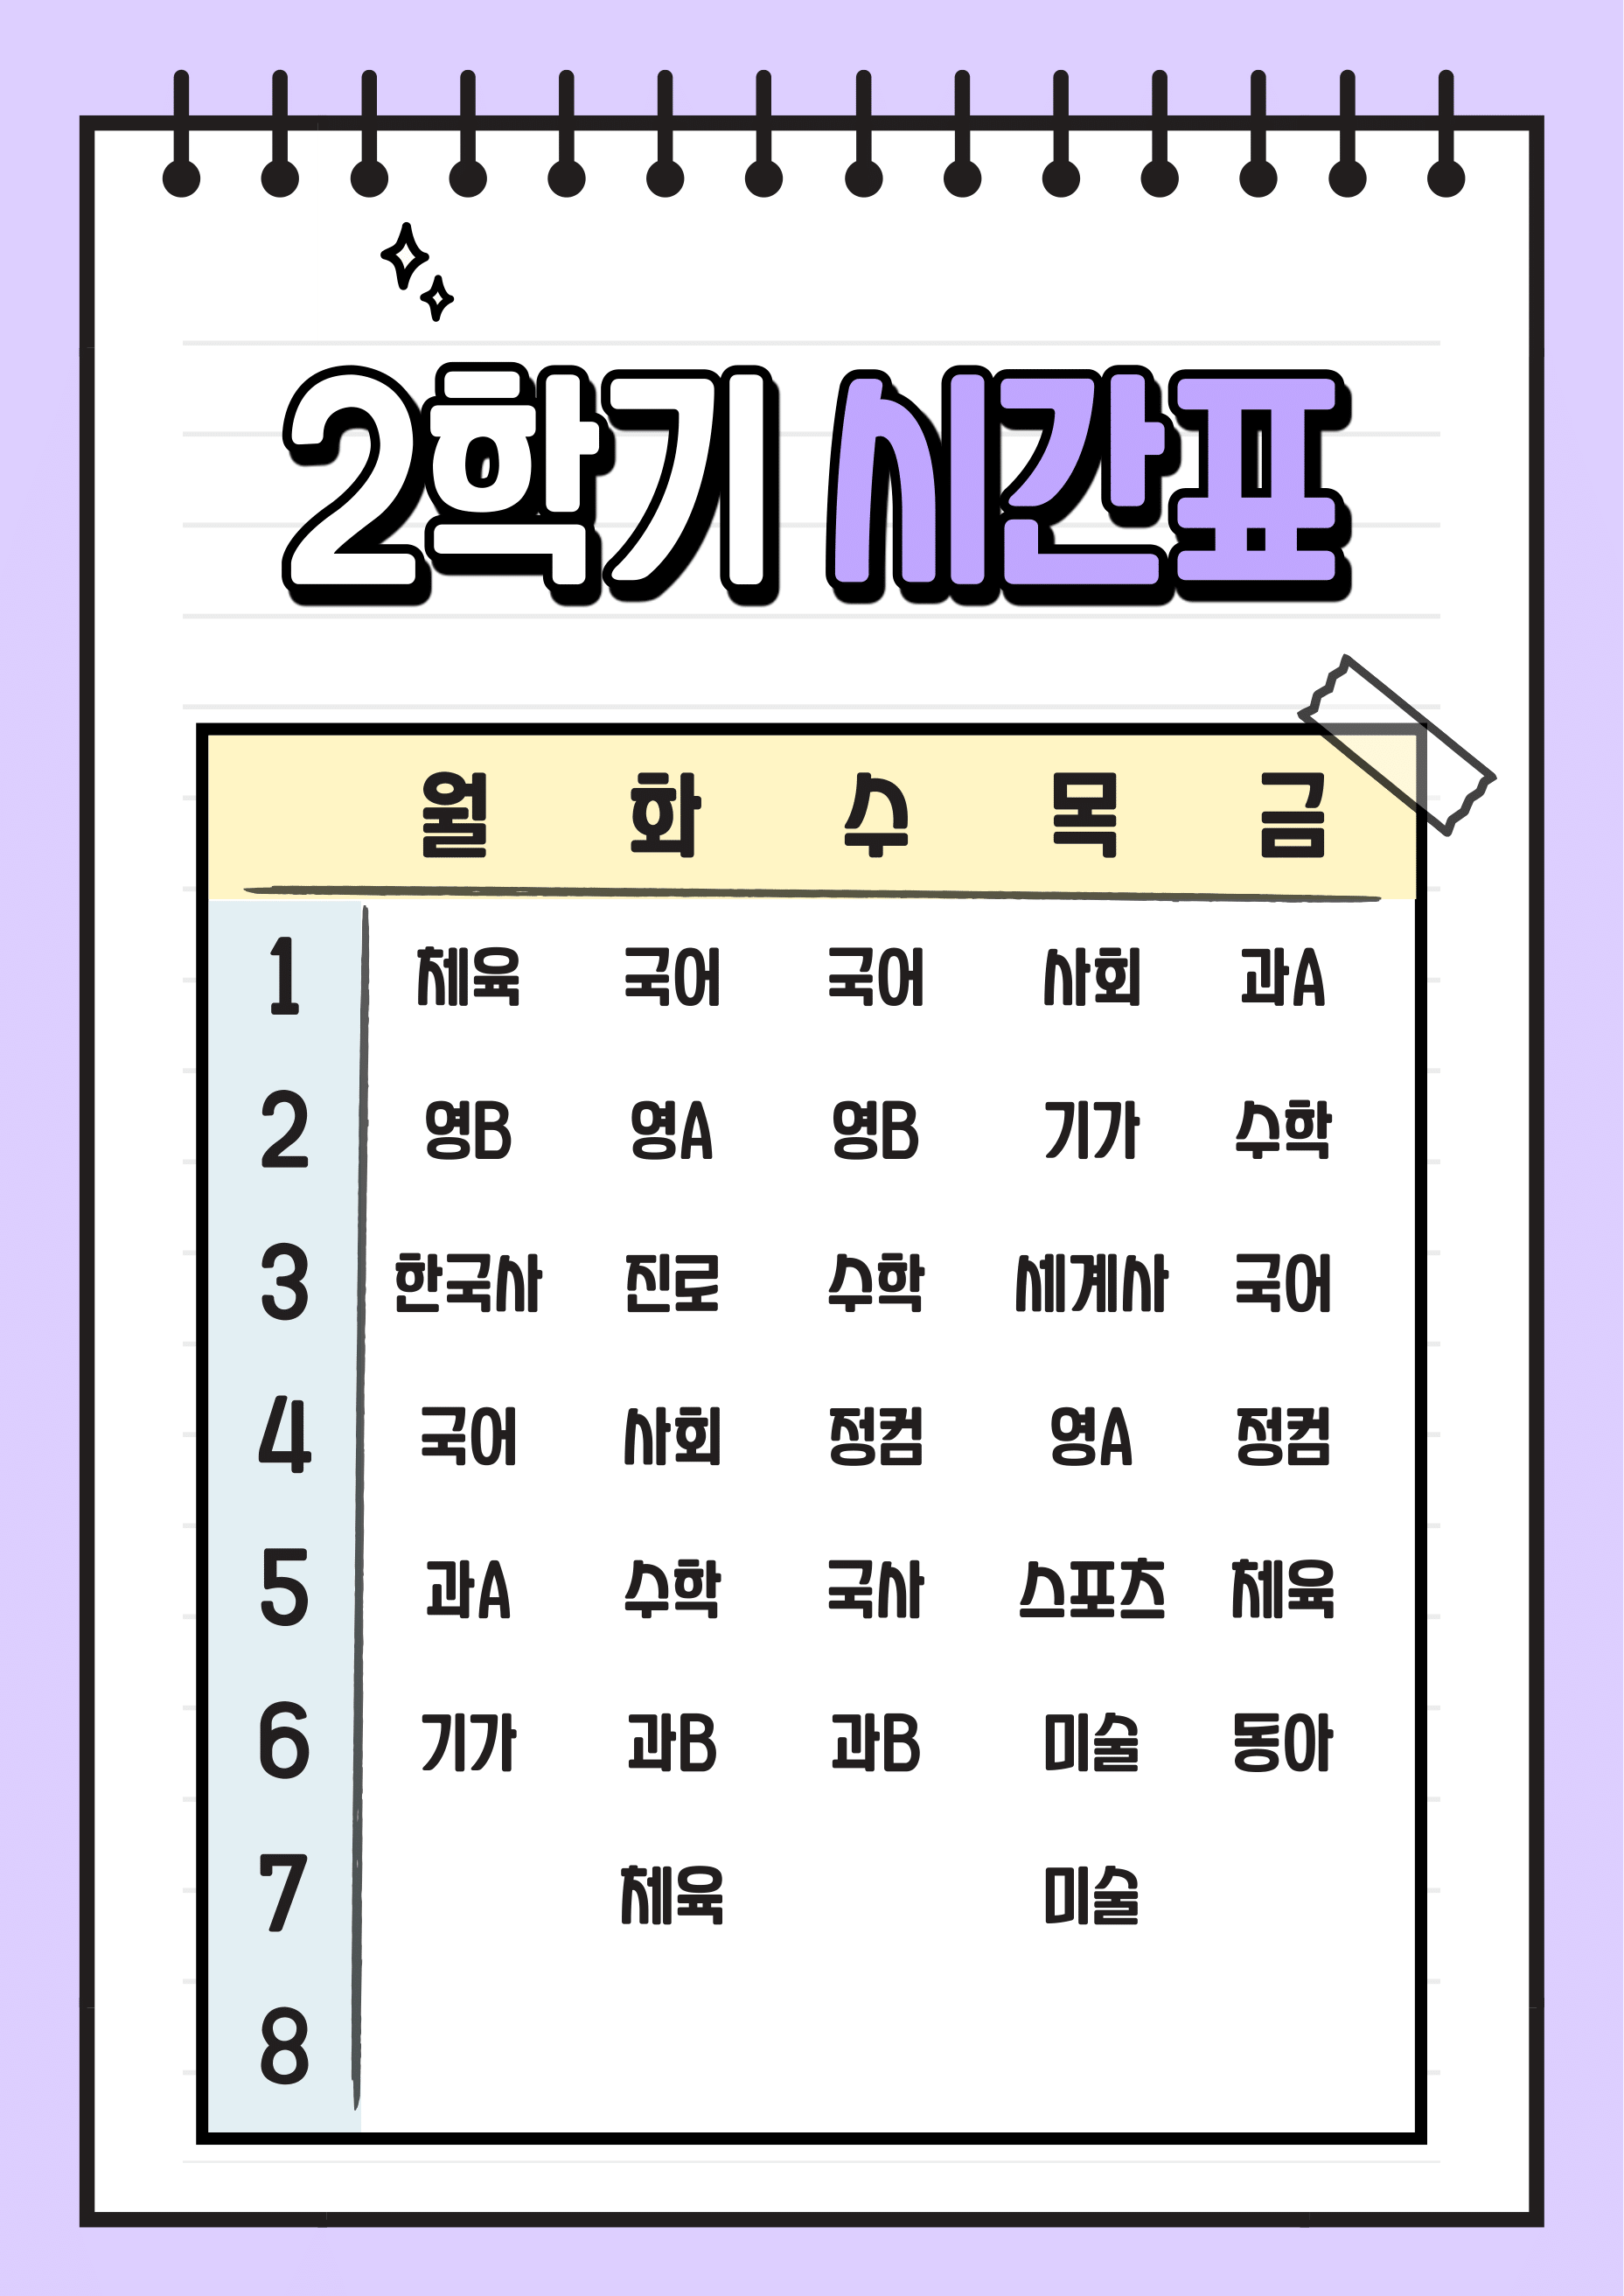 2학기 시간표
월 화 수 목 금
1 체육 국어 국어 사회 과A
2 영B 영A 영B 기가 수학
3 한국사 진로 수학 세계사 국어
4 국어 사회 정컴 영A 정컴
5 과A 수학 국사 스포츠 체육
6 기가 과B 과B 미술 동아
7 체육 미술
8